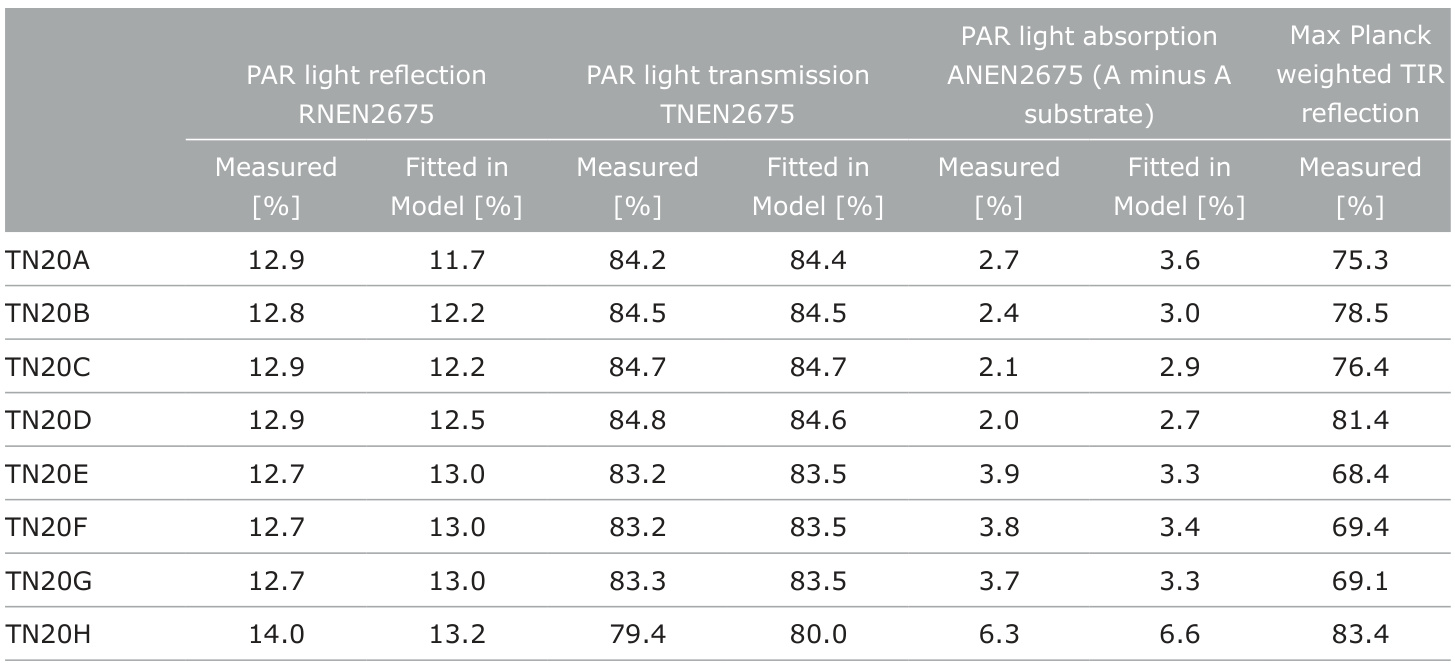 PAR light reflection RNEN2675 PAR light transmission TNEN2675 PAR light absorption ANEN2675 (A minus A substrate) Max Planck weighted TIR reflection
Measured [%] Fitted in Model [%] Measured [%] Fitted in Model [%] Measured [%] Fitted in Model [%] Measured [%]
TN20A 12.9 11.7 84.2 84.4 2.7 3.6 75.3
TN20B 12.8 12.2 84.5 84.5 2.4 3.0 78.5
TN20C 12.9 12.2 84.7 84.7 2.1 2.9 76.4
TN20D 12.9 12.5 84.8 84.6 2.0 2.7 81.4
TN20E 12.7 13.0 83.2 83.5 3.9 3.3 68.4
TN20F 12.7 13.0 83.2 83.5 3.8 3.4 69.4
TN20G 12.7 13.0 83.3 83.5 3.7 3.3 69.1
TN20H 14.0 13.2 79.4 80.0 6.3 6.6 83.4